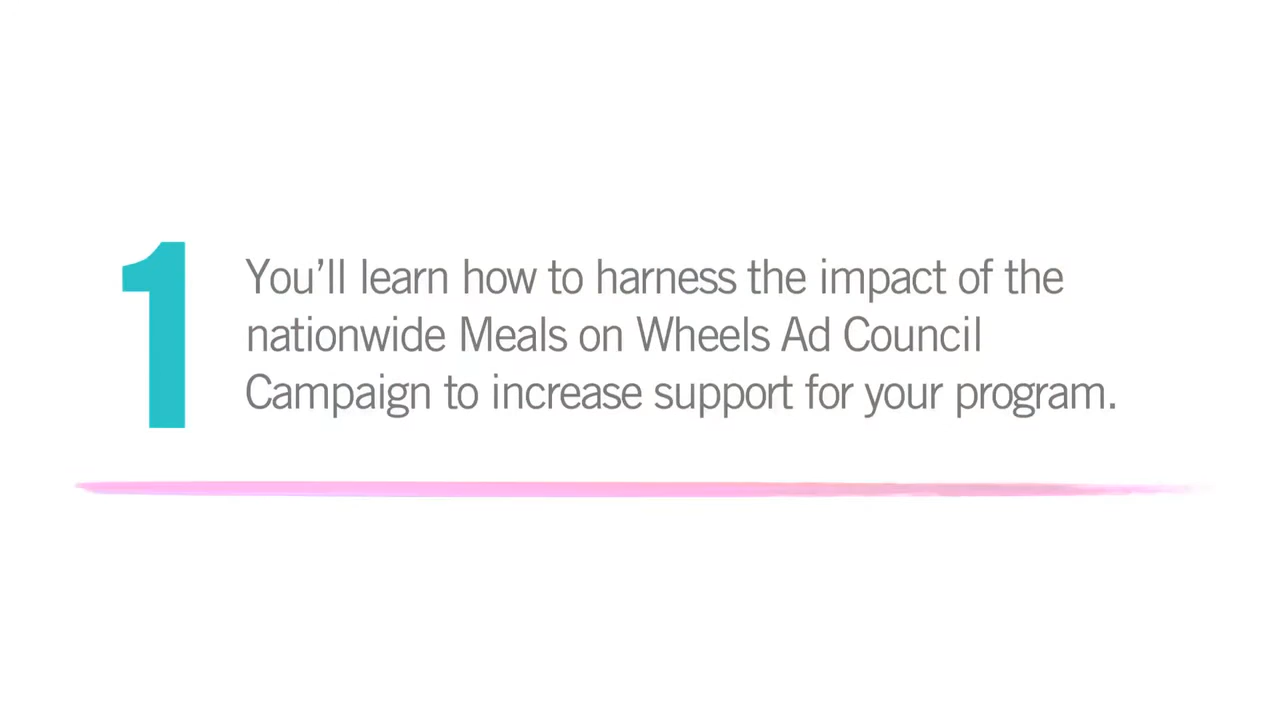 1
You’ll learn how to harness the impact of the
nationwide Meals on Wheels Ad Council
Campaign to increase support for your program.